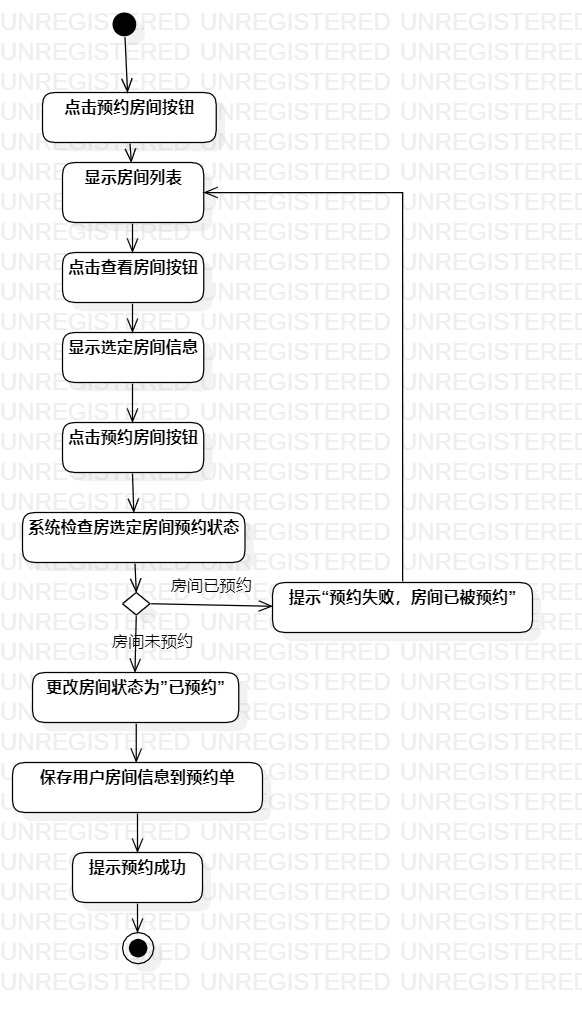 点击预约房间按钮
显示房间列表
点击查看房间按钮
显示选定房间信息
点击预约房间按钮
系统检查房选定房间预约状态
房间已预约
提示“预约失败，房间已被预约”
房间未预约
更改房间状态为”已预约”
保存用户房间信息到预约单
提示预约成功
UNREGISTERED UNREGISTERED UNREGISTERED